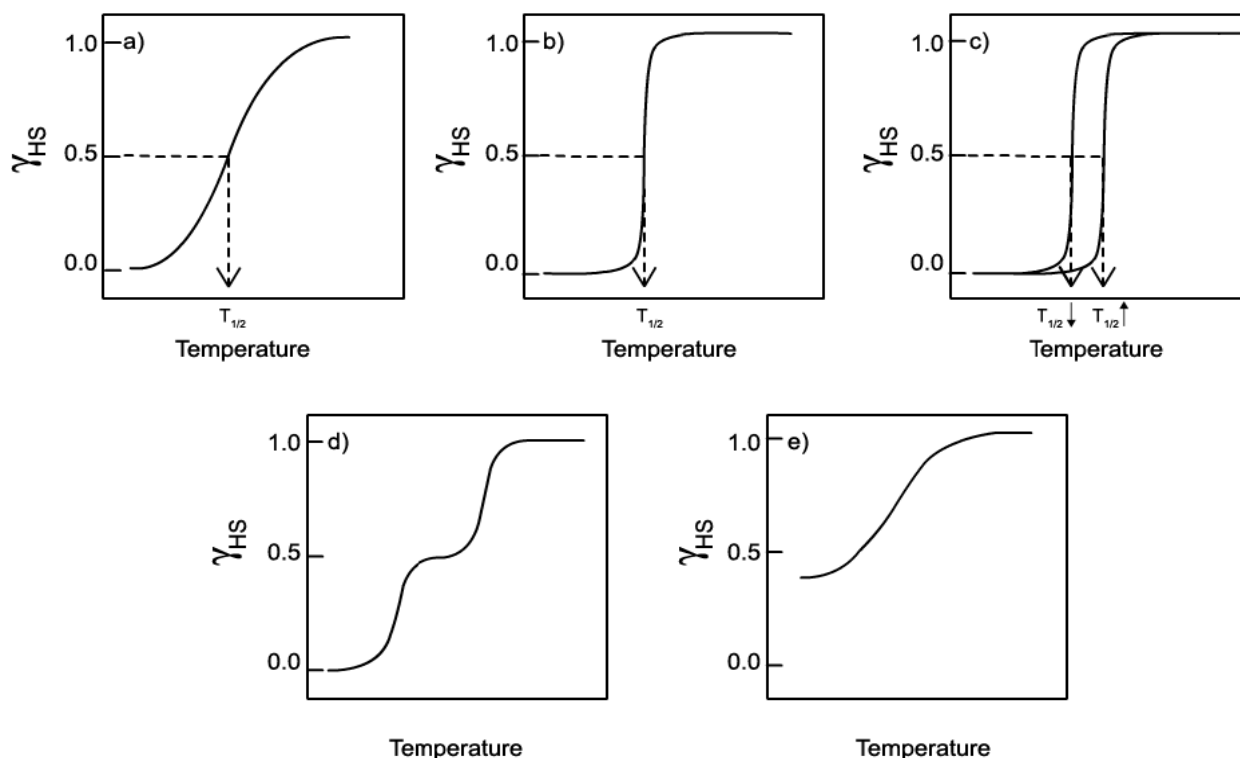 a)
1.0
0.5
0.0
γHS
T1/2
Temperature
b)
1.0
0.5
0.0
γHS
T1/2
Temperature
c)
1.0
0.5
0.0
γHS
T1/2↓ T1/2↑
Temperature
d)
1.0
0.5
0.0
γHS
Temperature
e)
1.0
0.5
0.0
γHS
Temperature